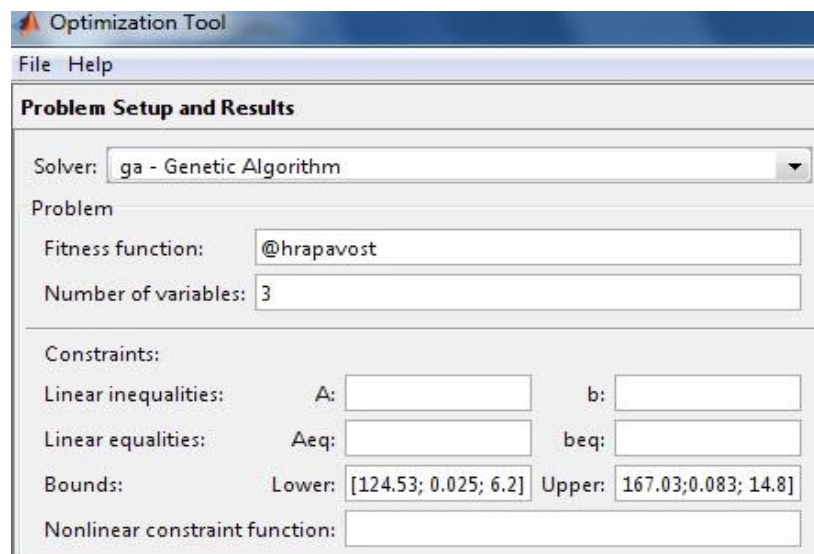 Optimization Tool
File Help
Problem Setup and Results
Solver: ga - Genetic Algorithm
Problem
Fitness function: @hrapavost
Number of variables: 3
Constraints:
Linear inequalities: A: b:
Linear equalities: Aeq: beq:
Bounds: Lower: [124.53; 0.025; 6.2] Upper: 167.03;0.083; 14.8]
Nonlinear constraint function: